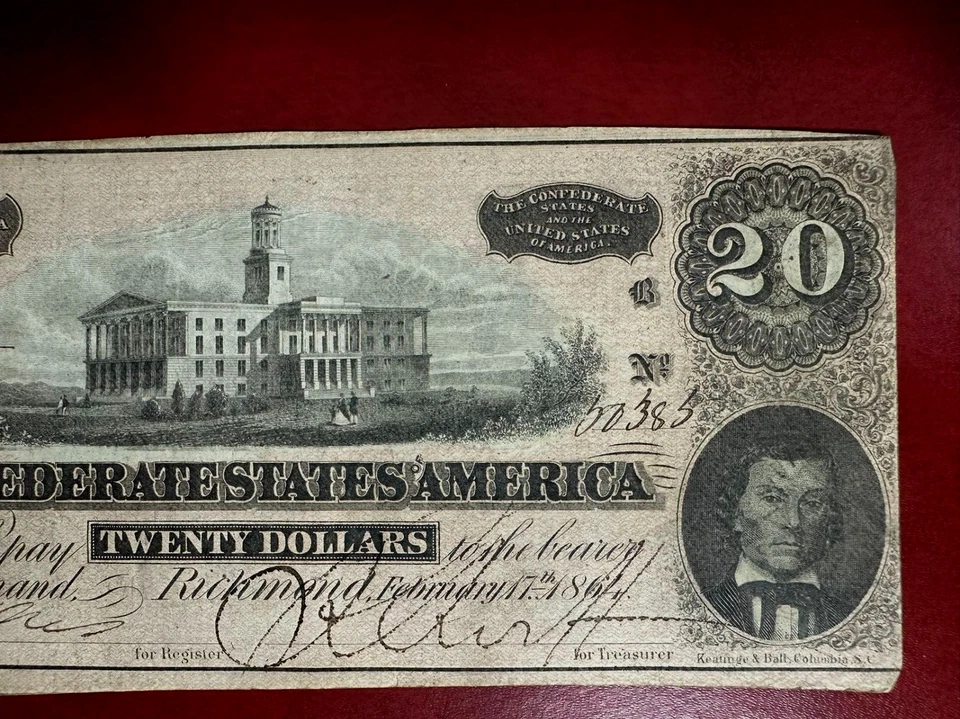 A
THE CONFEDERATE
STATES
AND THE
UNITED STATES
OF AMERICA.
20
B
No.
50385
EDERATE STATES AMERICA
pay TWENTY DOLLARS to the bearer
mand, Richmond, February 17th 1864.
for Register
for Treasurer
Keatinge & Ball, Columbia, S.C.